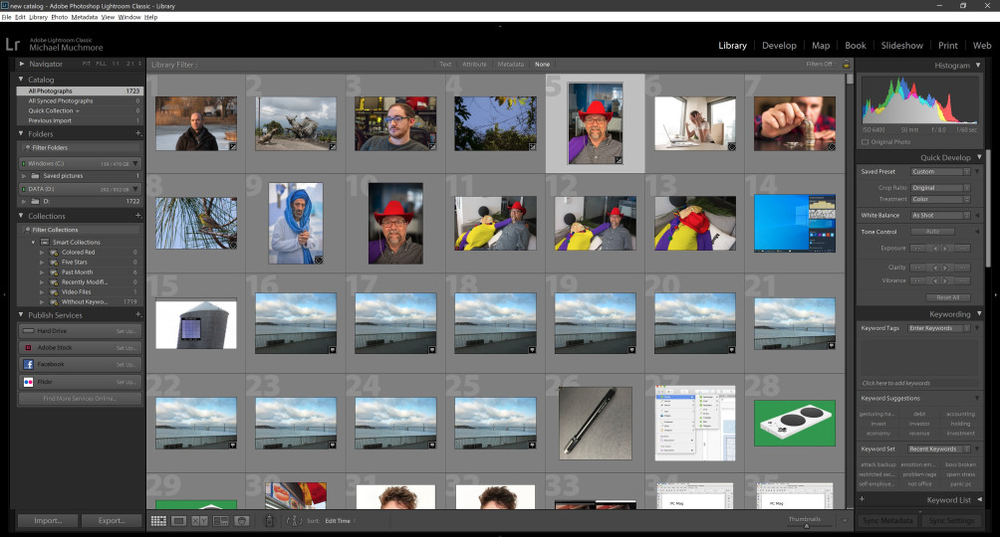 new catalog - Adobe Photoshop Lightroom Classic - Library
File Edit Library Photo Metadata View Window Help
Lr
Adobe Lightroom Classic
Michael Muchmore
Library | Develop | Map | Book | Slideshow | Print | Web
Navigator FIT FILL 1:1 2:1
Catalog
All Photographs 1723
All Synced Photographs 0
Quick Collection + 0
Previous Import 1
Folders +
Filter Folders
Windows (C:)
Saved pictures 1
DATA (D:)
D: 1722
Collections +
Filter Collections
Smart Collections
Colored Red 0
Five Stars 0
Past Month 6
Recently Modifi... 0
Video Files 1
Without Keywo... 1719
Publish Services +
Hard Drive Set Up...
Adobe Stock Set Up...
Facebook Set Up...
Flickr Set Up...
Find More Services Online...
Import... Export...
Library Filter : Text Attribute Metadata None Filters Off :
1 2 3 4 5 6 7
8 9 10 11 12 13 14
15 16 17 18 19 20 21
22 23 24 25 26 27 28
29
PC Mag
PC Mag
Sort: Edit Time
Thumbnails
Histogram
ISO 6400 50 mm f / 8.0 1/60 sec
Original Photo
Quick Develop
Saved Preset Custom
Crop Ratio Original
Treatment Color
White Balance As Shot
Tone Control Auto
Exposure
Clarity
Vibrance
Reset All
Keywording
Keyword Tags Enter Keywords
Click here to add keywords
Keyword Suggestions
gesturing ha... debt accounting
invest investor holding
economy revenue investment
Keyword Set Recent Keywords
attack backup emotion em... boss broken
restricted sec... problem rage spam stress
self-employe... not office panic pc
+ Keyword List
Sync Metadata Sync Settings